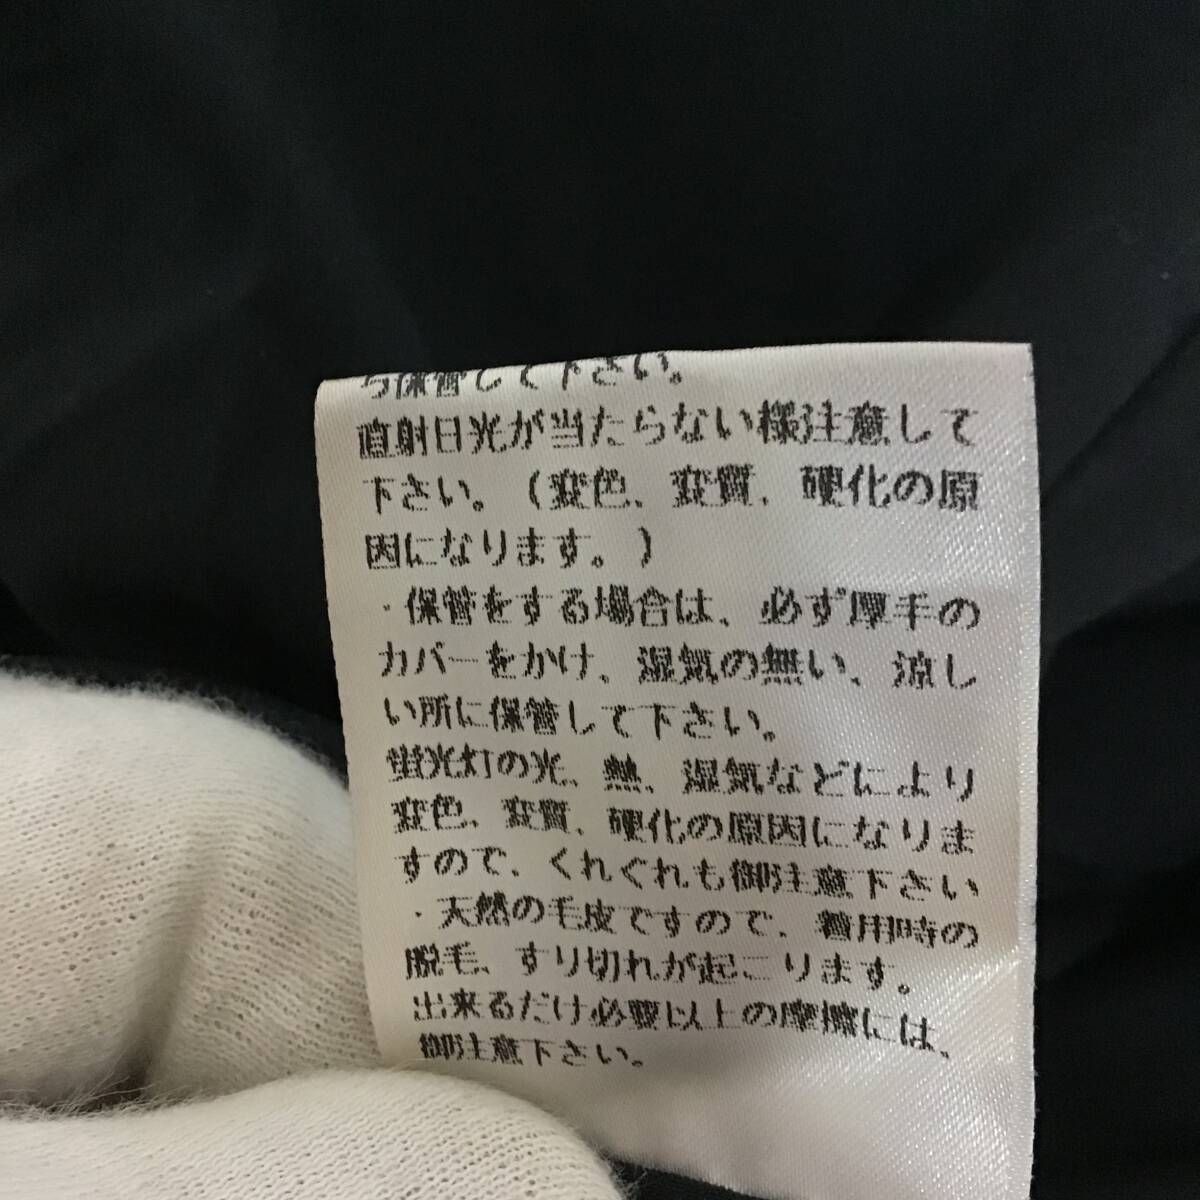 ら保管して下さい。
直射日光が当たらない様注意して
下さい。(変色、変質、硬化の原
因になります。)
・保管をする場合は、必ず厚手の
カバーをかけ、湿気の無い、涼し
い所に保管して下さい。
蛍光灯の光、熱、湿気などにより
変色、変質、硬化の原因になりま
すので、くれぐれも御注意下さい
・天然の毛皮ですので、着用時の
脱毛、すり切れが起こります。
出来るだけ必要以上の摩擦には、
御注意下さい。